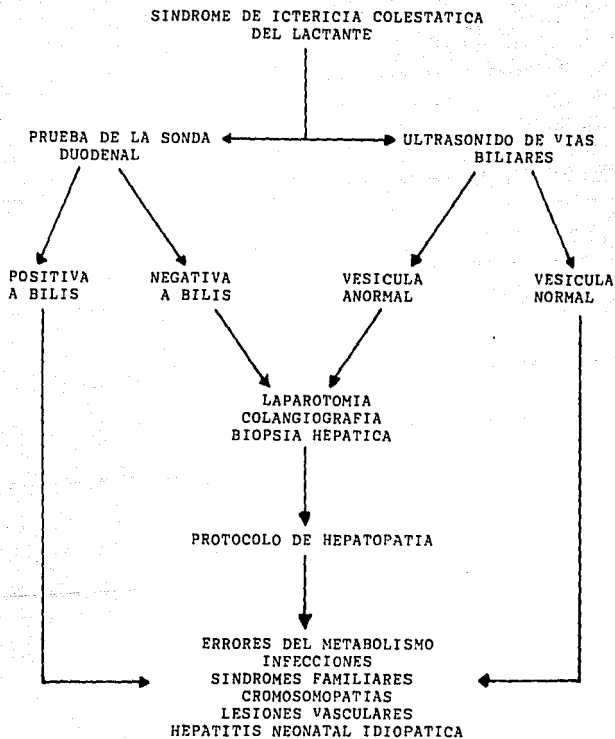 SINDROME DE ICTERICIA COLESTATICA
DEL LACTANTE
PRUEBA DE LA SONDA
DUODENAL
ULTRASONIDO DE VIAS
BILIARES
POSITIVA
A BILIS
NEGATIVA
A BILIS
VESICULA
ANORMAL
VESICULA
NORMAL
LAPAROTOMIA
COLANGIOGRAFIA
BIOPSIA HEPATICA
PROTOCOLO DE HEPATOPATIA
ERRORES DEL METABOLISMO
INFECCIONES
SINDROMES FAMILIARES
CROMOSOMOPATIAS
LESIONES VASCULARES
HEPATITIS NEONATAL IDIOPATICA